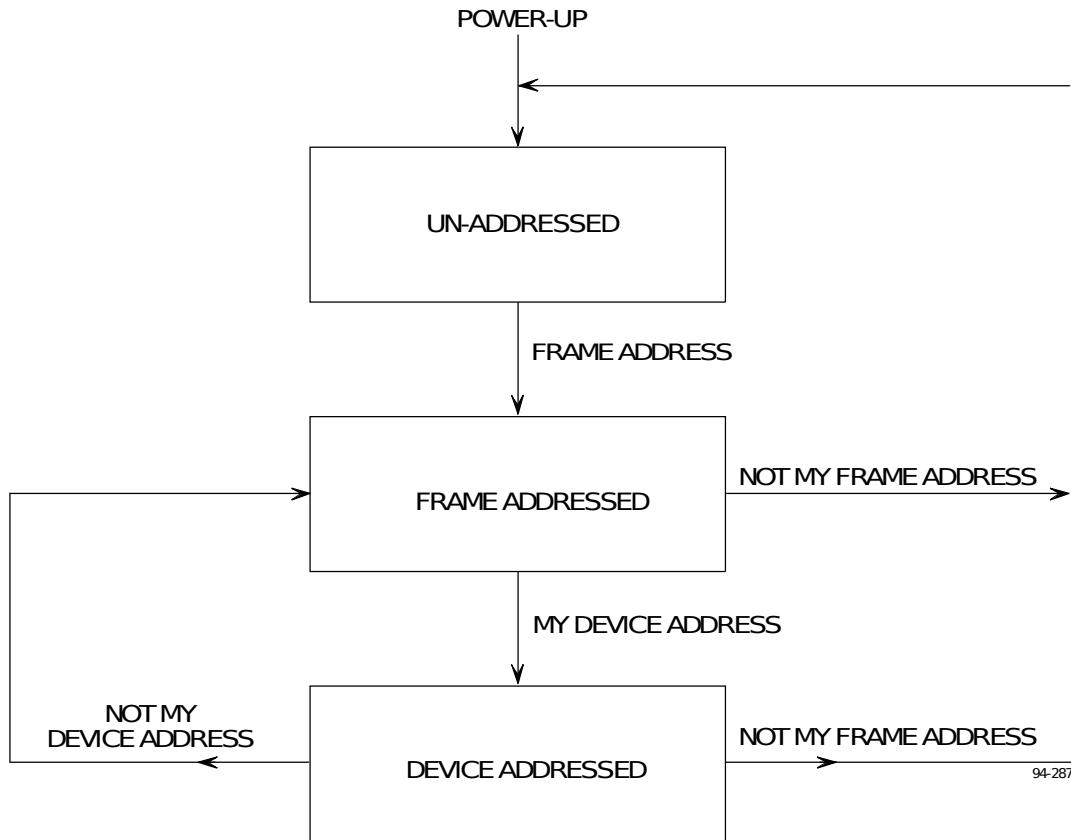 POWER-UP
UN-ADDRESSED
FRAME ADDRESS
FRAME ADDRESSED
NOT MY FRAME ADDRESS
MY DEVICE ADDRESS
NOT MY
DEVICE ADDRESS
DEVICE ADDRESSED
NOT MY FRAME ADDRESS
94-287